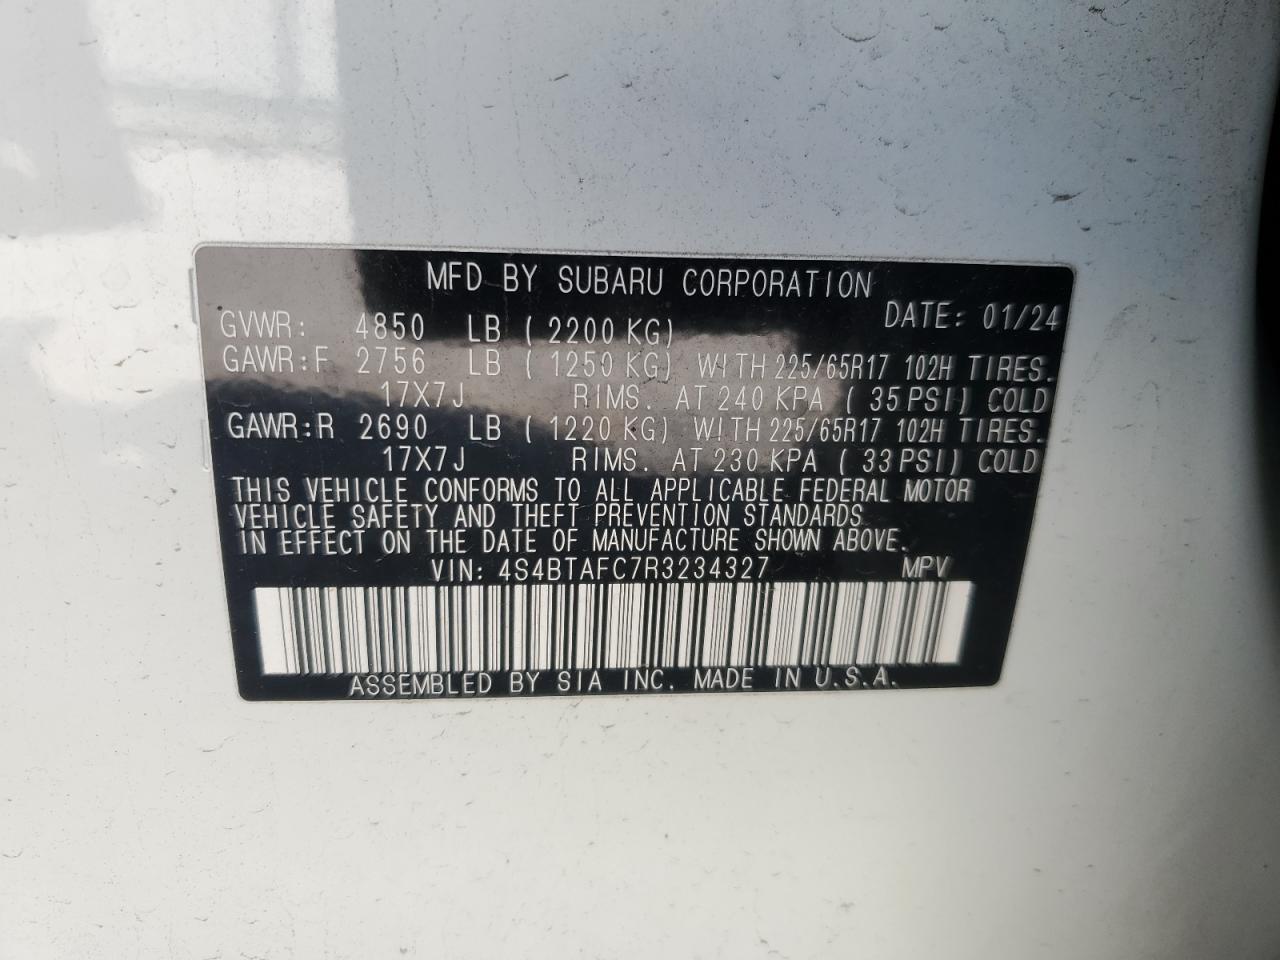 MFD BY SUBARU CORPORATION
DATE: 01/24
GVWR: 4850 LB ( 2200 KG)
GAWR:F 2756 LB ( 1250 KG) WITH 225/65R17 102H TIRES.
17X7J RIMS. AT 240 KPA ( 35 PSI) COLD
GAWR:R 2690 LB ( 1220 KG) WITH 225/65R17 102H TIRES.
17X7J RIMS. AT 230 KPA ( 33 PSI) COLD
THIS VEHICLE CONFORMS TO ALL APPLICABLE FEDERAL MOTOR
VEHICLE SAFETY AND THEFT PREVENTION STANDARDS
IN EFFECT ON THE DATE OF MANUFACTURE SHOWN ABOVE.
VIN: 4S4BTAFC7R3234327 MPV
ASSEMBLED BY SIA INC. MADE IN U.S.A.